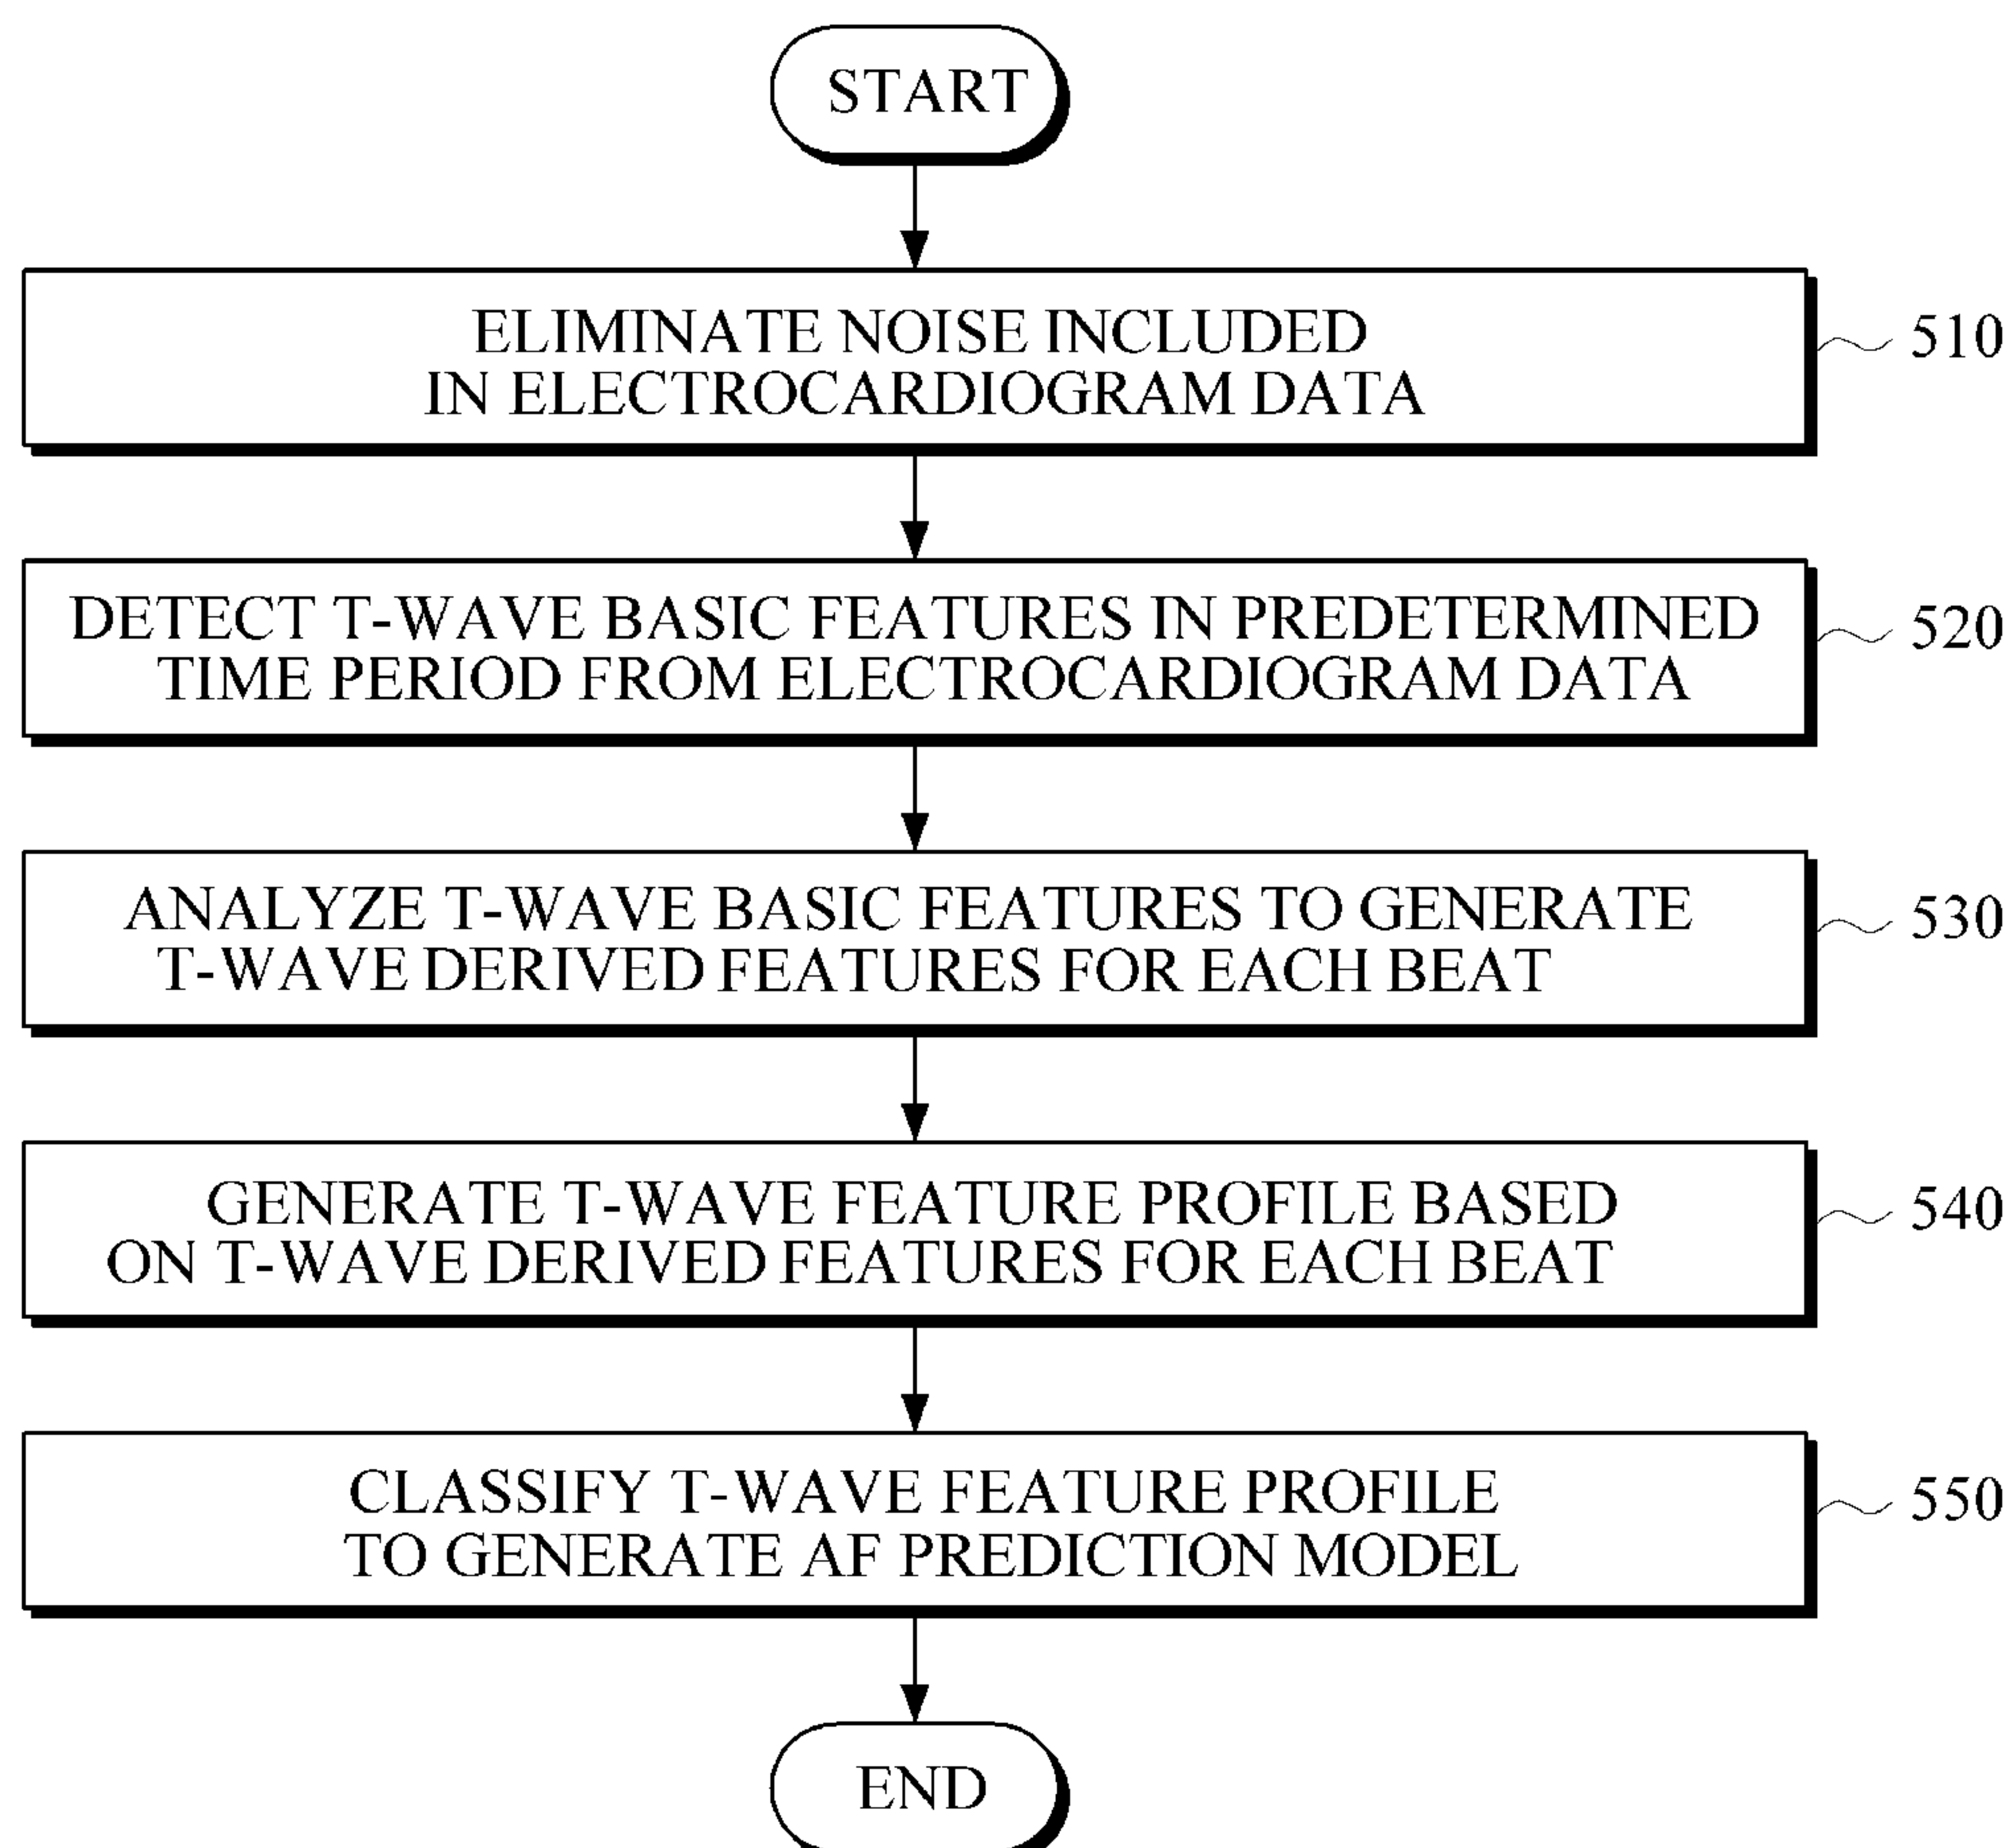 START
ELIMINATE NOISE INCLUDED
IN ELECTROCARDIOGRAM DATA
510
DETECT T-WAVE BASIC FEATURES IN PREDETERMINED
TIME PERIOD FROM ELECTROCARDIOGRAM DATA
520
ANALYZE T-WAVE BASIC FEATURES TO GENERATE
T-WAVE DERIVED FEATURES FOR EACH BEAT
530
GENERATE T-WAVE FEATURE PROFILE BASED
ON T-WAVE DERIVED FEATURES FOR EACH BEAT
540
CLASSIFY T-WAVE FEATURE PROFILE
TO GENERATE AF PREDICTION MODEL
550
END